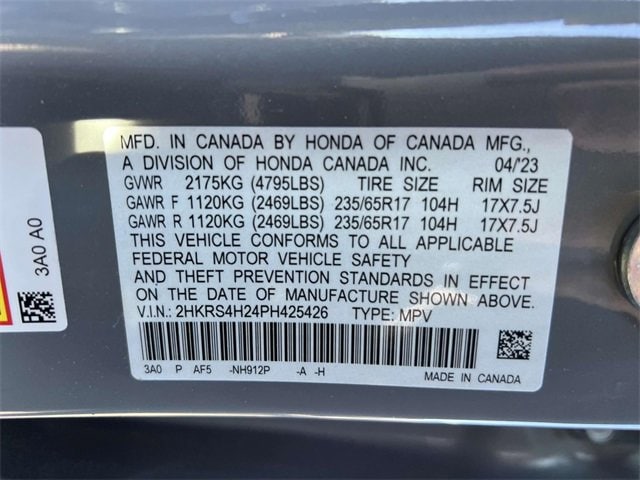 MFD. IN CANADA BY HONDA OF CANADA MFG.,
A DIVISION OF HONDA CANADA INC. 04/'23
GVWR 2175KG (4795LBS) TIRE SIZE RIM SIZE
GAWR F 1120KG (2469LBS) 235/65R17 104H 17X7.5J
GAWR R 1120KG (2469LBS) 235/65R17 104H 17X7.5J
THIS VEHICLE CONFORMS TO ALL APPLICABLE
FEDERAL MOTOR VEHICLE SAFETY
AND THEFT PREVENTION STANDARDS IN EFFECT
ON THE DATE OF MANUFACTURE SHOWN ABOVE.
V.I.N.: 2HKRS4H24PH425426 TYPE: MPV
3A0 P AF5 -NH912P -A -H MADE IN CANADA
3A0 A0